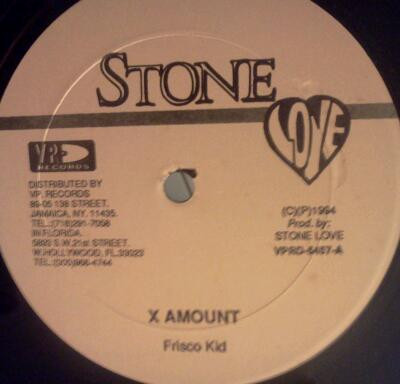 STONE
LOVE
VP
RECORDS
DISTRIBUTED BY
VP. RECORDS
89-05 138 STREET.
JAMAICA, NY. 11435.
TEL.:(718)291-7058
IN FLORIDA.
5893 S.W. 21st STREET.
W.HOLLYWOOD, FL.33023
TEL.:(305)966-4744
(C)(P)1994
Prod. by:
STONE LOVE
VPRD-5457-A
X AMOUNT
Frisco Kid